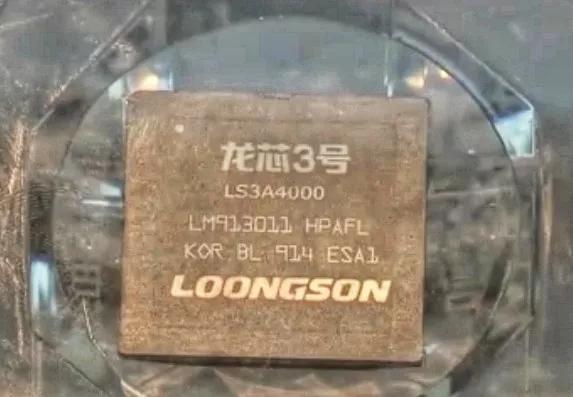 龙芯3号
LS3A4000
LM913011 HPAFL
KOR BL 914 ESA1
LOONGSON